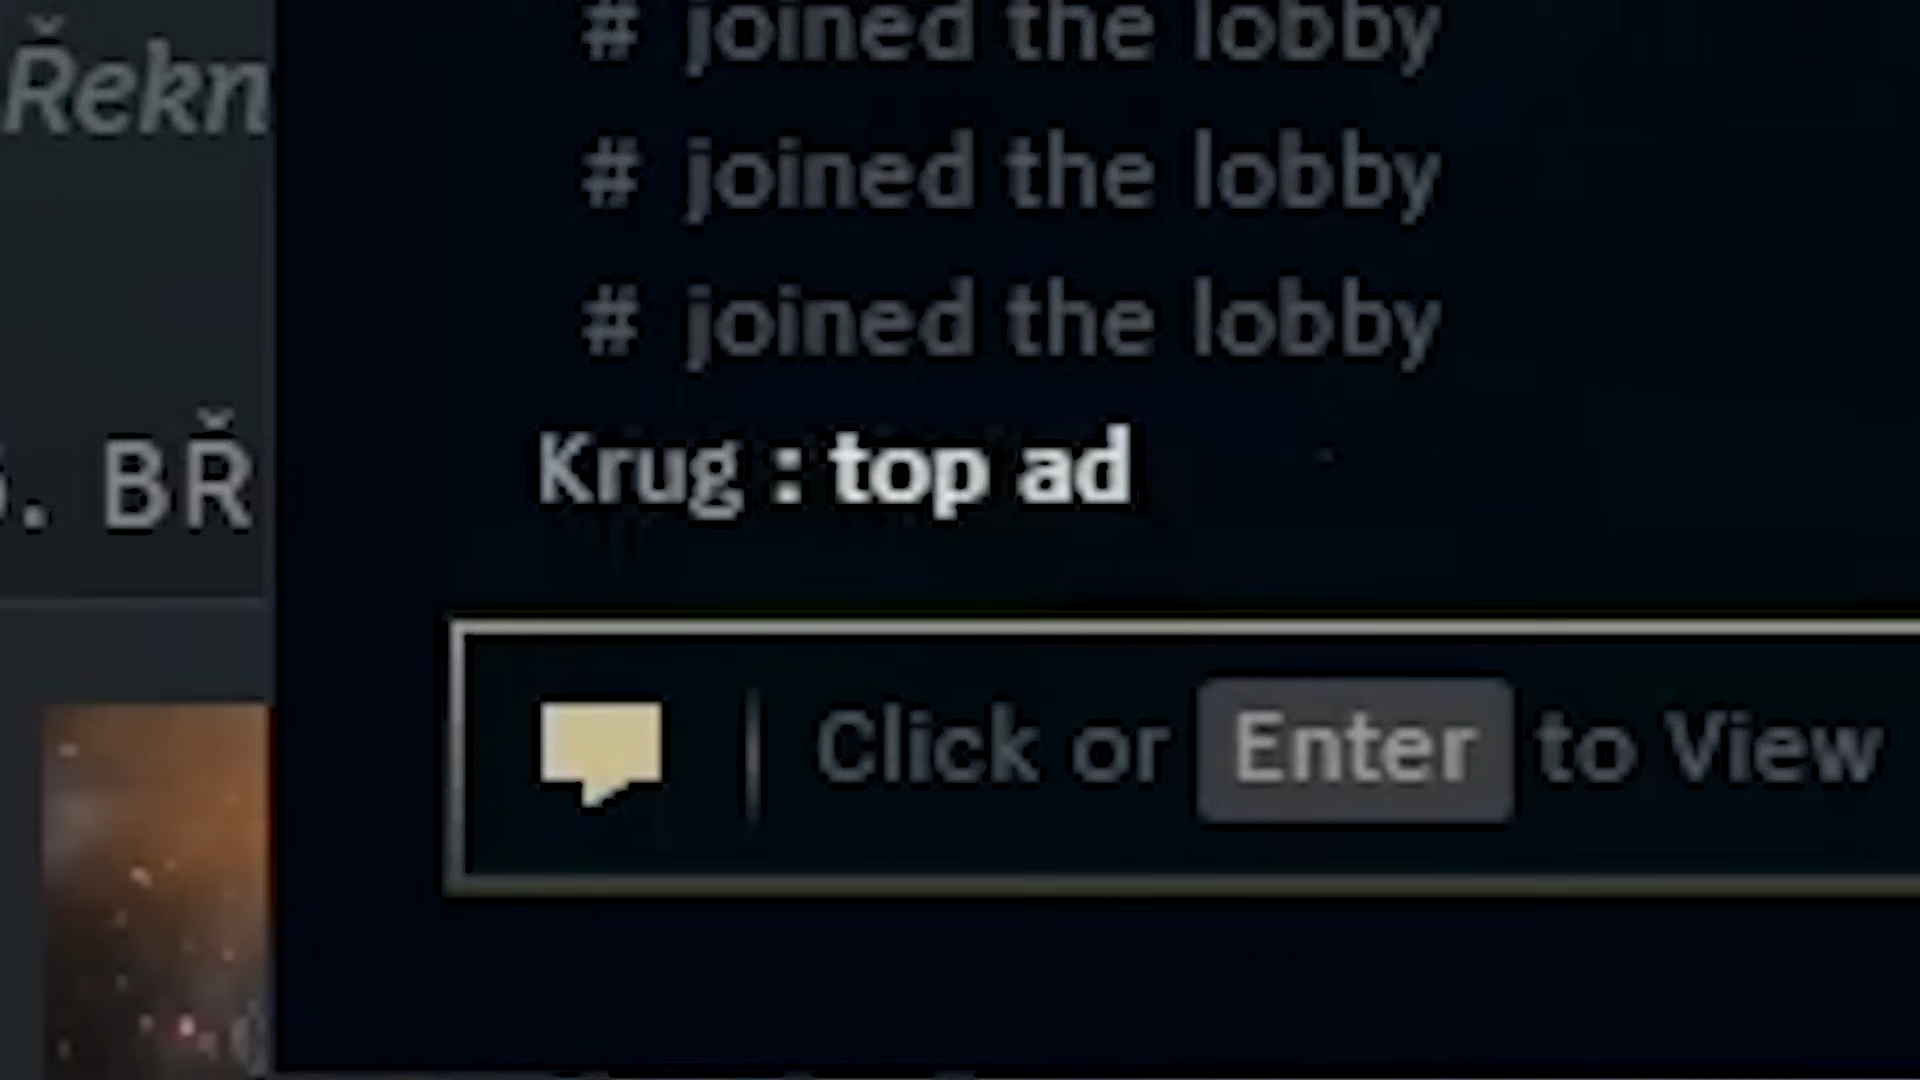 Řekn
# joined the lobby
# joined the lobby
# joined the lobby
. BŘ
Krug : top ad
Click or Enter to View